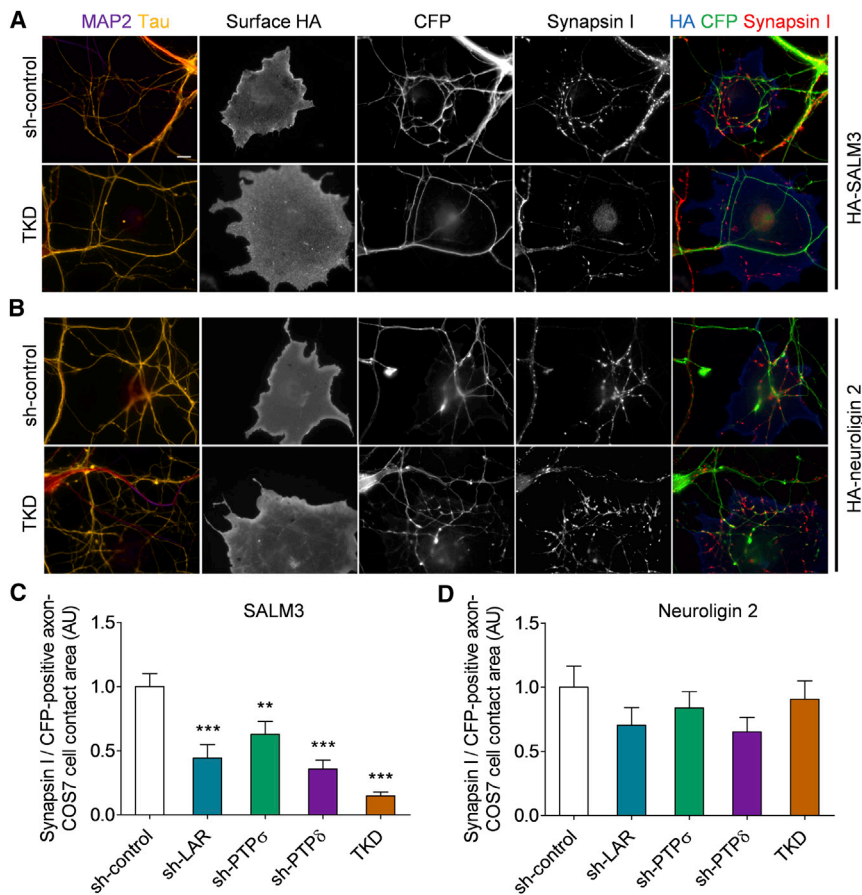 A
MAP2 Tau
Surface HA
CFP
Synapsin I
HA CFP Synapsin I
sh-control
TKD
HA-SALM3
B
sh-control
TKD
HA-neuroligin 2
C
SALM3
Synapsin I / CFP-positive axon-
COS7 cell contact area (AU)
1.5
1.0
0.5
0.0
***
**
***
***
sh-control
sh-LAR
sh-PTPσ
sh-PTPδ
TKD
D
Neuroligin 2
Synapsin I / CFP-positive axon-
COS7 cell contact area (AU)
1.5
1.0
0.5
0.0
sh-control
sh-LAR
sh-PTPσ
sh-PTPδ
TKD